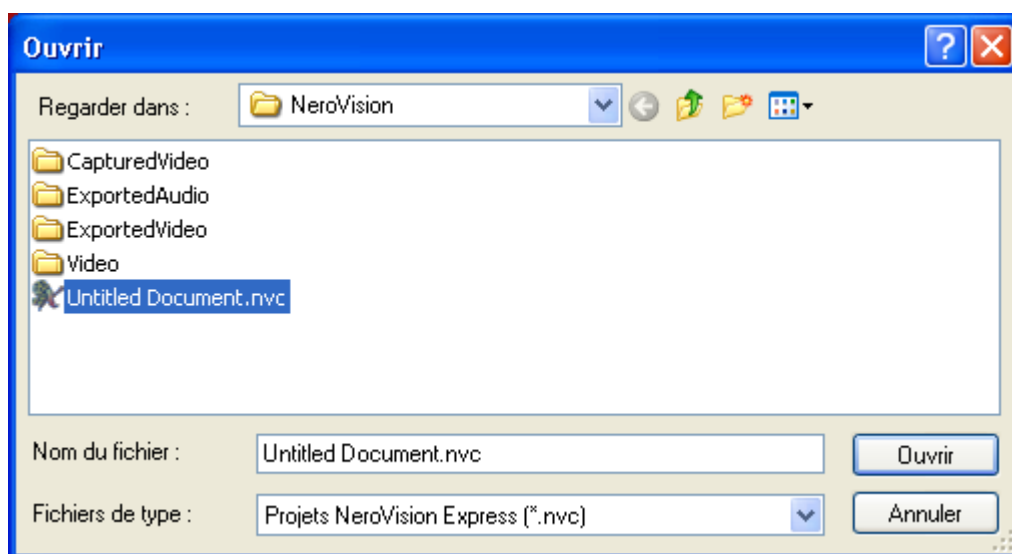 Ouvrir
Regarder dans : NeroVision
CapturedVideo
ExportedAudio
ExportedVideo
Video
Untitled Document.nvc
Nom du fichier : Untitled Document.nvc Ouvrir
Fichiers de type : Projets NeroVision Express (*.nvc) Annuler